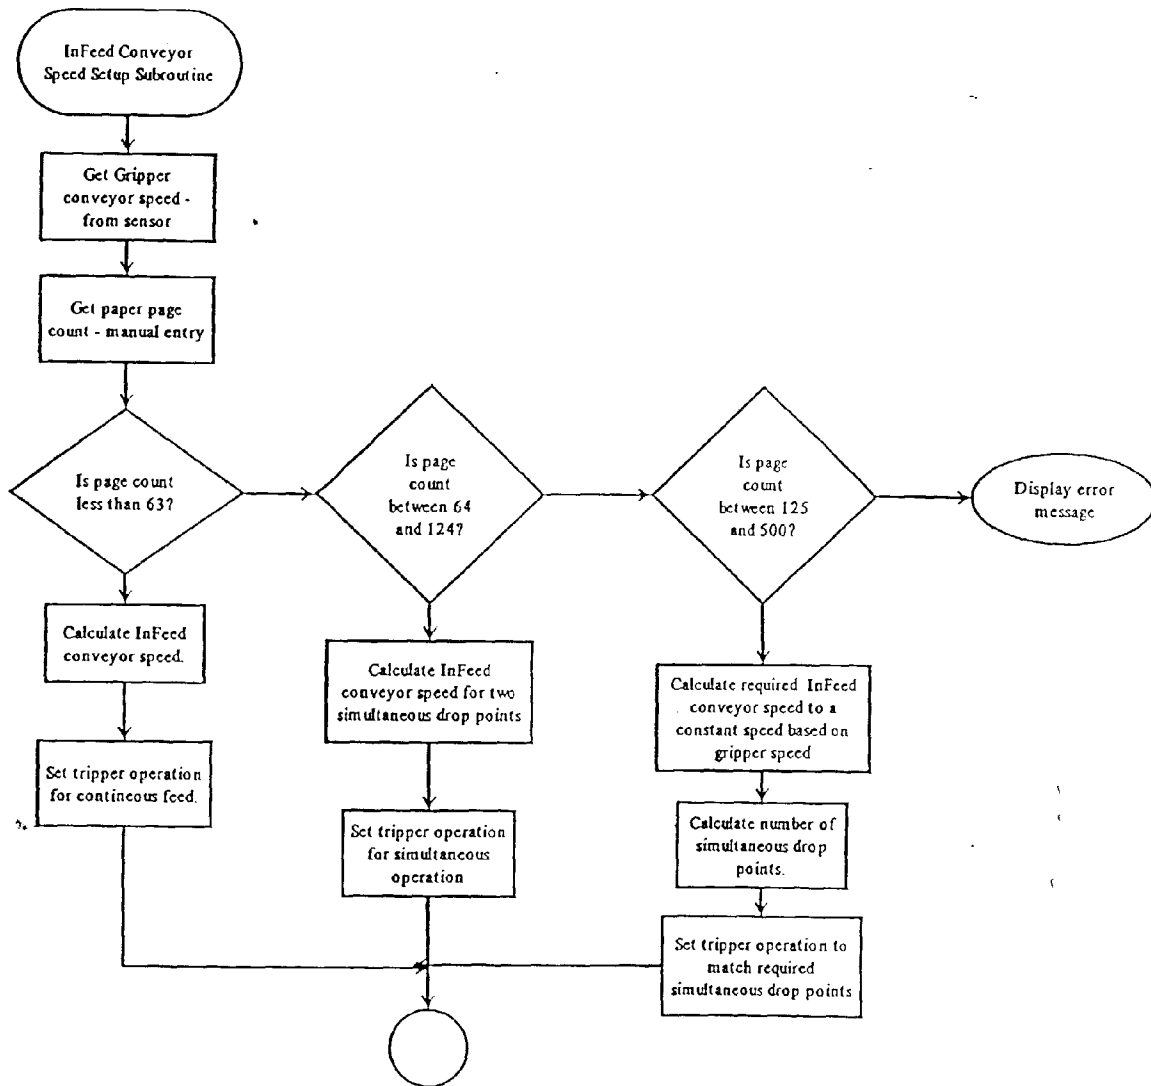 InFeed Conveyor
Speed Setup Subroutine
Get Gripper
conveyor speed -
from sensor
Get paper page
count - manual entry
Is page count
less than 63?
Is page
count
between 64
and 124?
Is page
count
between 125
and 500?
Display error
message
Calculate InFeed
conveyor speed.
Set tripper operation
for contineous feed.
Calculate InFeed
conveyor speed for two
simultaneous drop points
Set tripper operation
for simultaneous
operation
Calculate required InFeed
conveyor speed to a
constant speed based on
gripper speed
Calculate number of
simultaneous drop
points.
Set tripper operation to
match required
simultaneous drop points